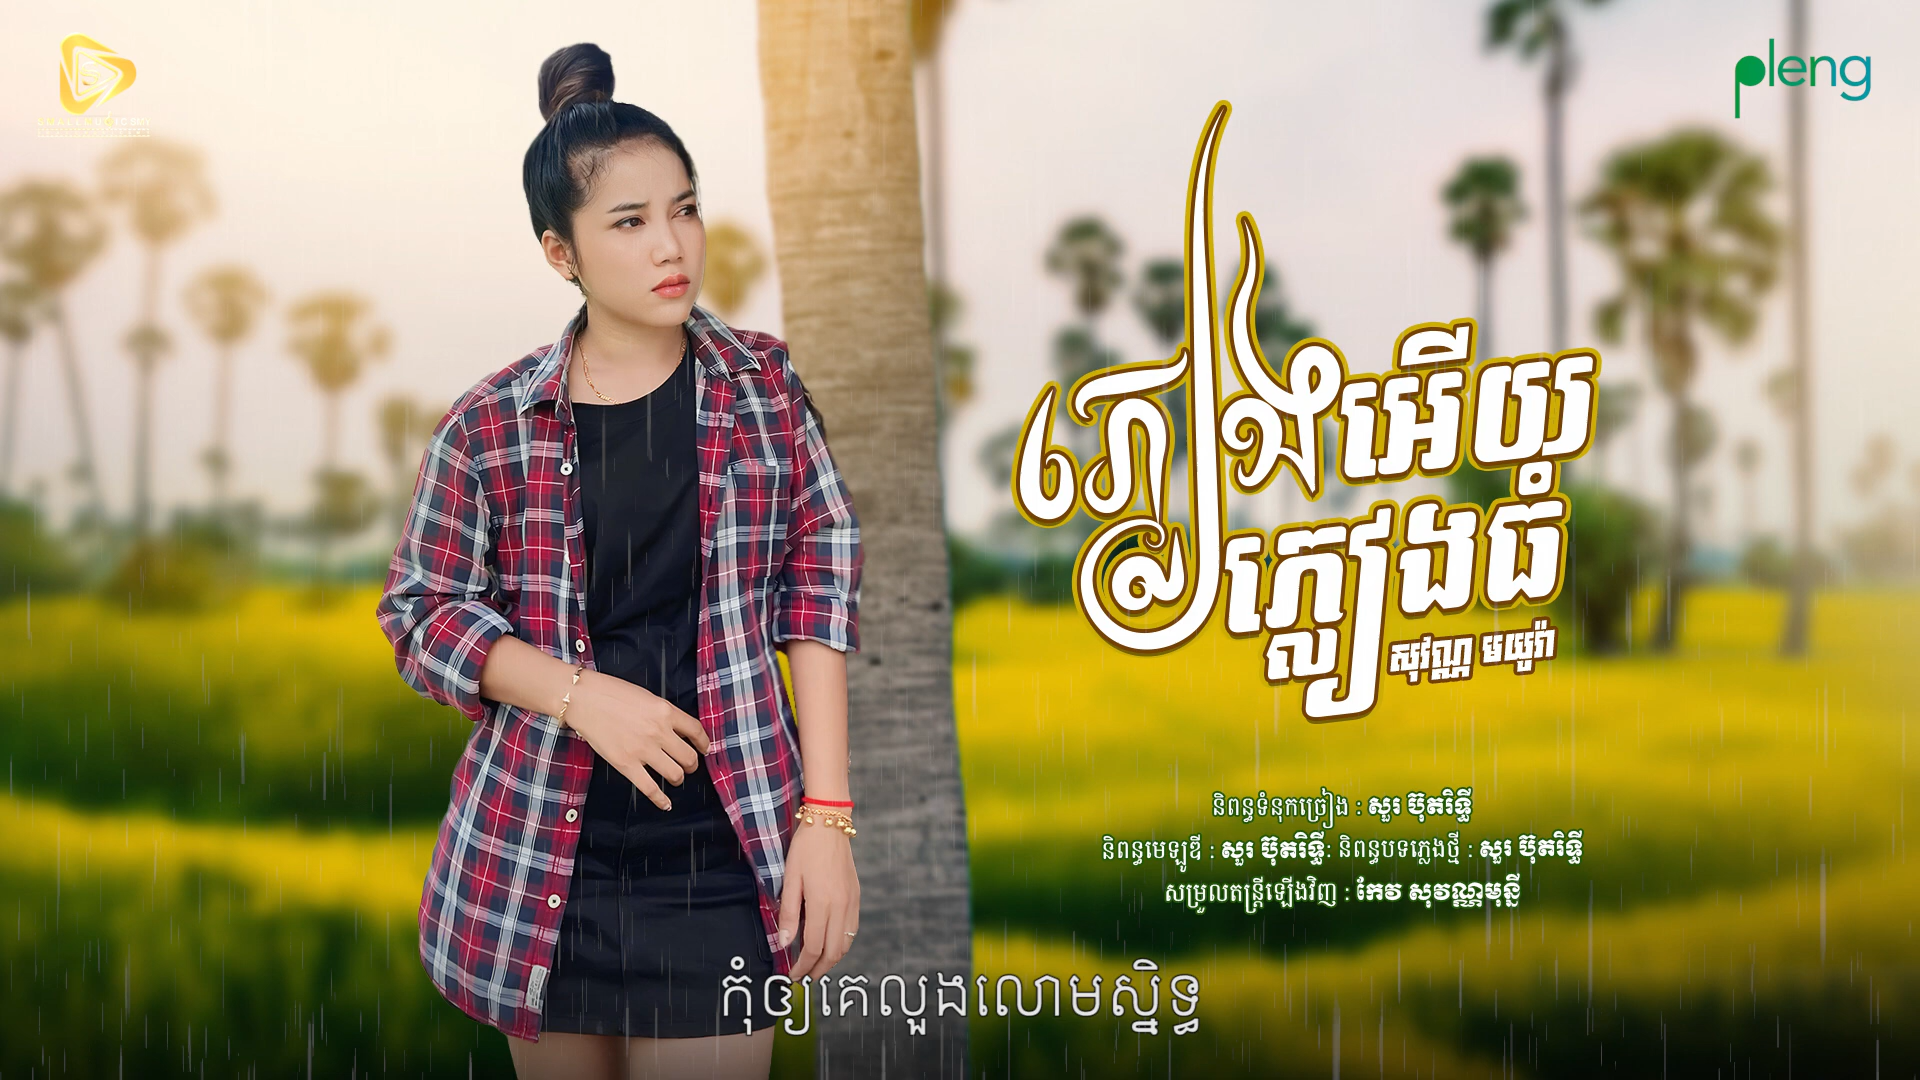 pleng
ភ្លៀងអើយ
ភ្លៀងធំ
សុវណ្ណ មយូរ៉ា
និពន្ធទំនុកច្រៀង : សួរ ប៊ុតរិទ្ធី
និពន្ធមេឡូឌី : សួរ ប៊ុតរិទ្ធី: និពន្ធបទភ្លេងថ្មី : សួរ ប៊ុតរិទ្ធី
សម្រួលតន្ត្រីឡើងវិញ : កែវ សុវណ្ណមុន្នី
កុំឲ្យគេលួងលោមស្និទ្ធ